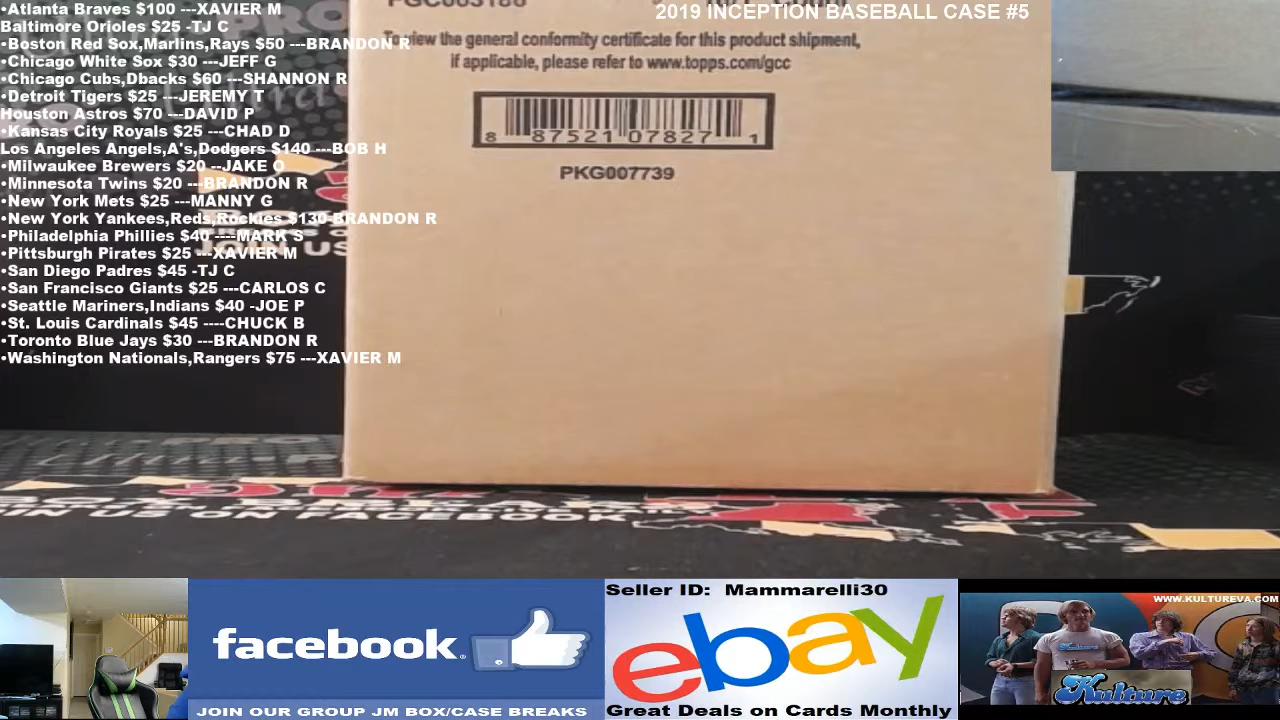 •Atlanta Braves $100 ---XAVIER M
Baltimore Orioles $25 -TJ C
•Boston Red Sox,Marlins,Rays $50 ---BRANDON R
•Chicago White Sox $30 ---JEFF G
•Chicago Cubs,Dbacks $60 ---SHANNON R
•Detroit Tigers $25 ---JEREMY T
Houston Astros $70 ---DAVID P
•Kansas City Royals $25 ---CHAD D
Los Angeles Angels,A's,Dodgers $140 ---BOB H
•Milwaukee Brewers $20 --JAKE O
•Minnesota Twins $20 ---BRANDON R
•New York Mets $25 ---MANNY G
•New York Yankees,Reds,Rockies $130-BRANDON R
•Philadelphia Phillies $40 ----MARK S
•Pittsburgh Pirates $25 ---XAVIER M
•San Diego Padres $45 -TJ C
•San Francisco Giants $25 ---CARLOS C
•Seattle Mariners,Indians $40 -JOE P
•St. Louis Cardinals $45 ----CHUCK B
•Toronto Blue Jays $30 ---BRANDON R
•Washington Nationals,Rangers $75 ---XAVIER M
2019 INCEPTION BASEBALL CASE #5
To view the general conformity certificate for this product shipment,
if applicable, please refer to www.topps.com/gcc
8 87521 07827 1
PKG007739
JOIN US
JOIN US ON FACEBOOK
facebook
JOIN OUR GROUP JM BOX/CASE BREAKS
Seller ID: Mammarelli30
ebay
Great Deals on Cards Monthly
WWW.KULTUREVA.COM
Kulture